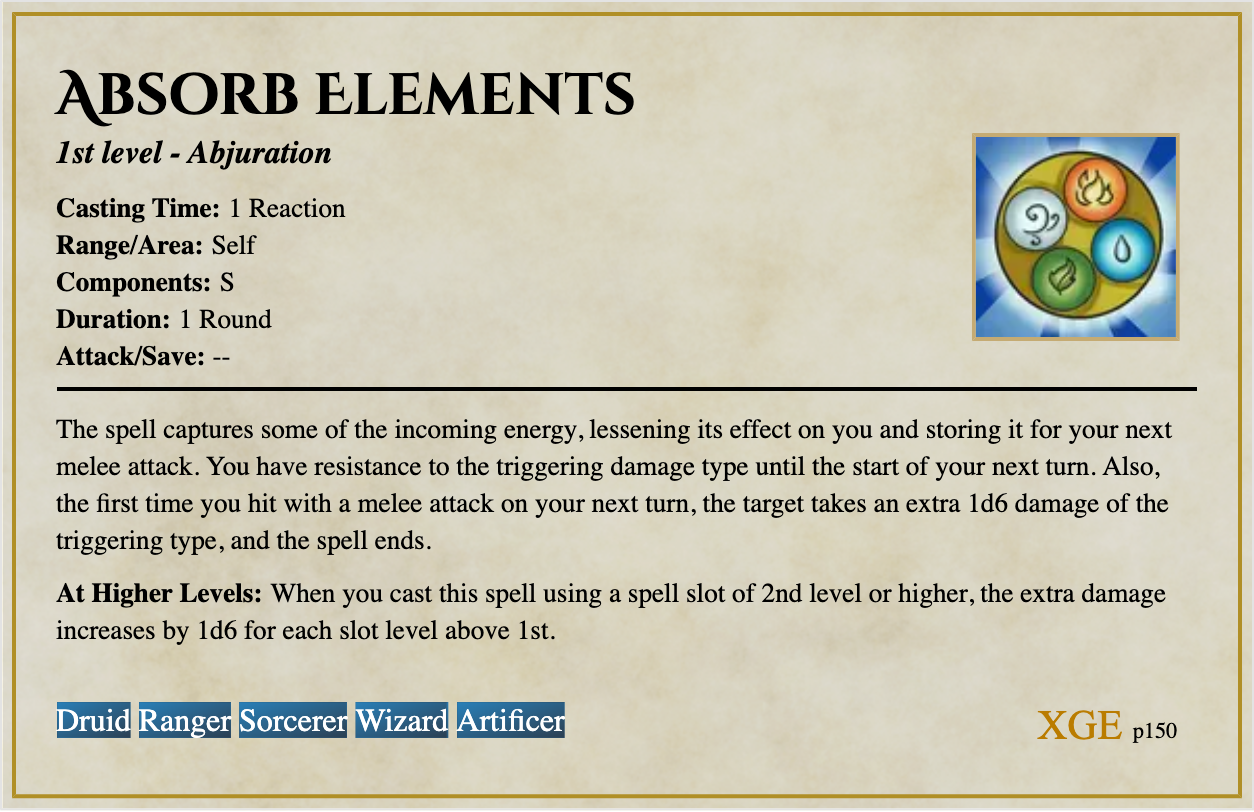 Absorb Elements
1st level - Abjuration
Casting Time: 1 Reaction
Range/Area: Self
Components: S
Duration: 1 Round
Attack/Save: --
The spell captures some of the incoming energy, lessening its effect on you and storing it for your next
melee attack. You have resistance to the triggering damage type until the start of your next turn. Also,
the first time you hit with a melee attack on your next turn, the target takes an extra 1d6 damage of the
triggering type, and the spell ends.
At Higher Levels: When you cast this spell using a spell slot of 2nd level or higher, the extra damage
increases by 1d6 for each slot level above 1st.
Druid Ranger Sorcerer Wizard Artificer
XGE p150